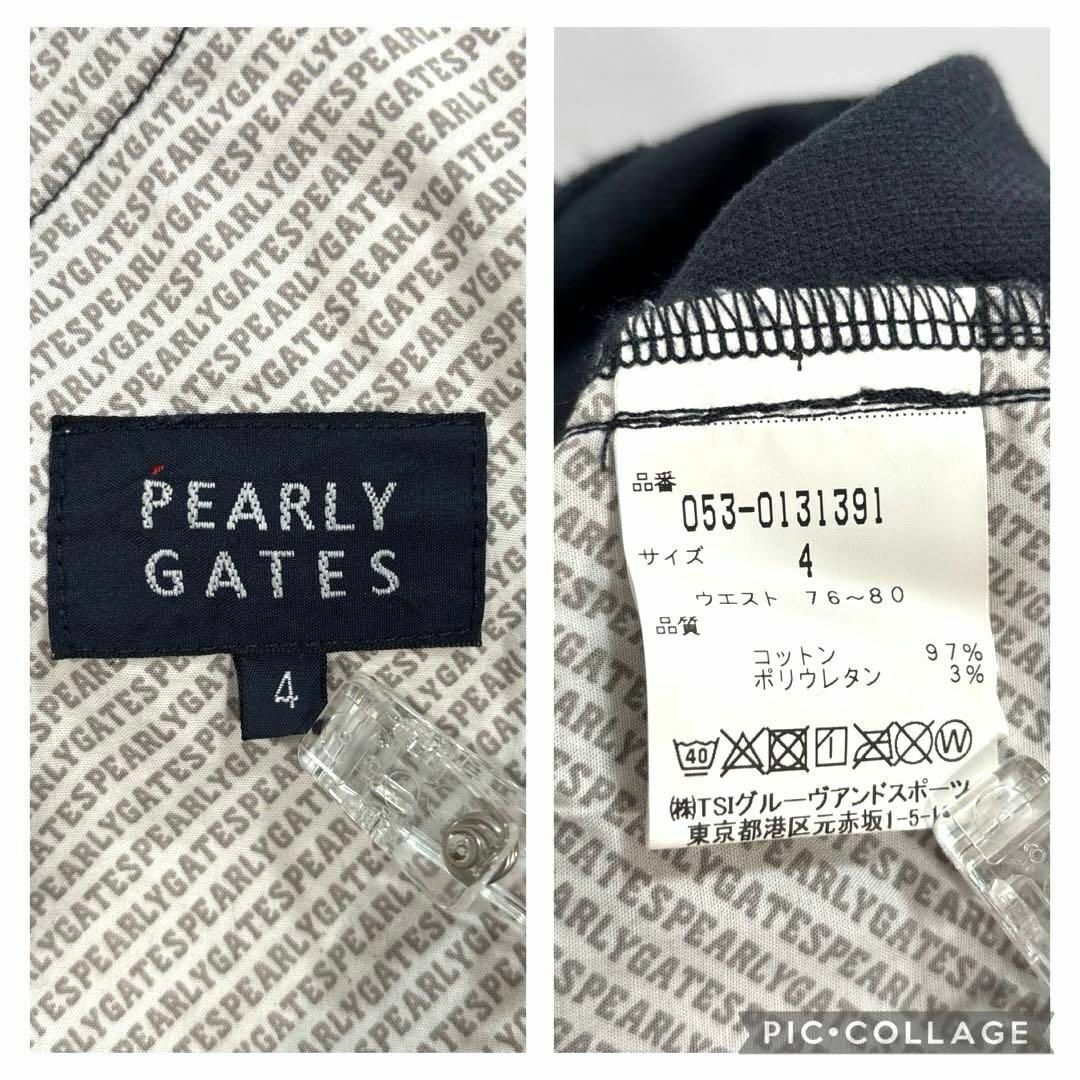 PEARLY
GATES
4
品番
053-0131391
サイズ 4
ウエスト 76～80
品質
コットン 97%
ポリウレタン 3%
40
W
㈱TSIグルーヴアンドスポーツ
東京都港区元赤坂1-5-
PIC•COLLAGE